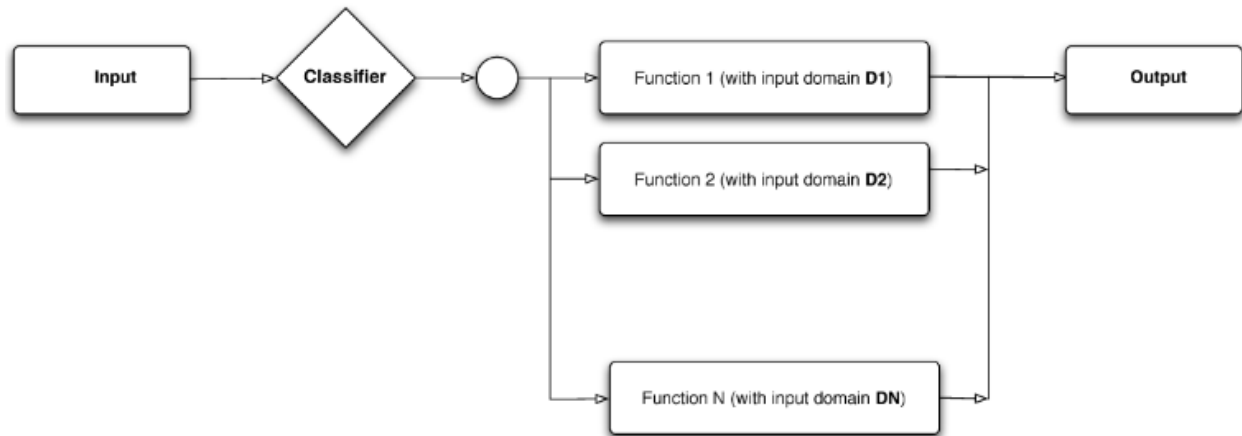 Input
Classifier
Function 1 (with input domain D1)
Output
Function 2 (with input domain D2)
Function N (with input domain DN)